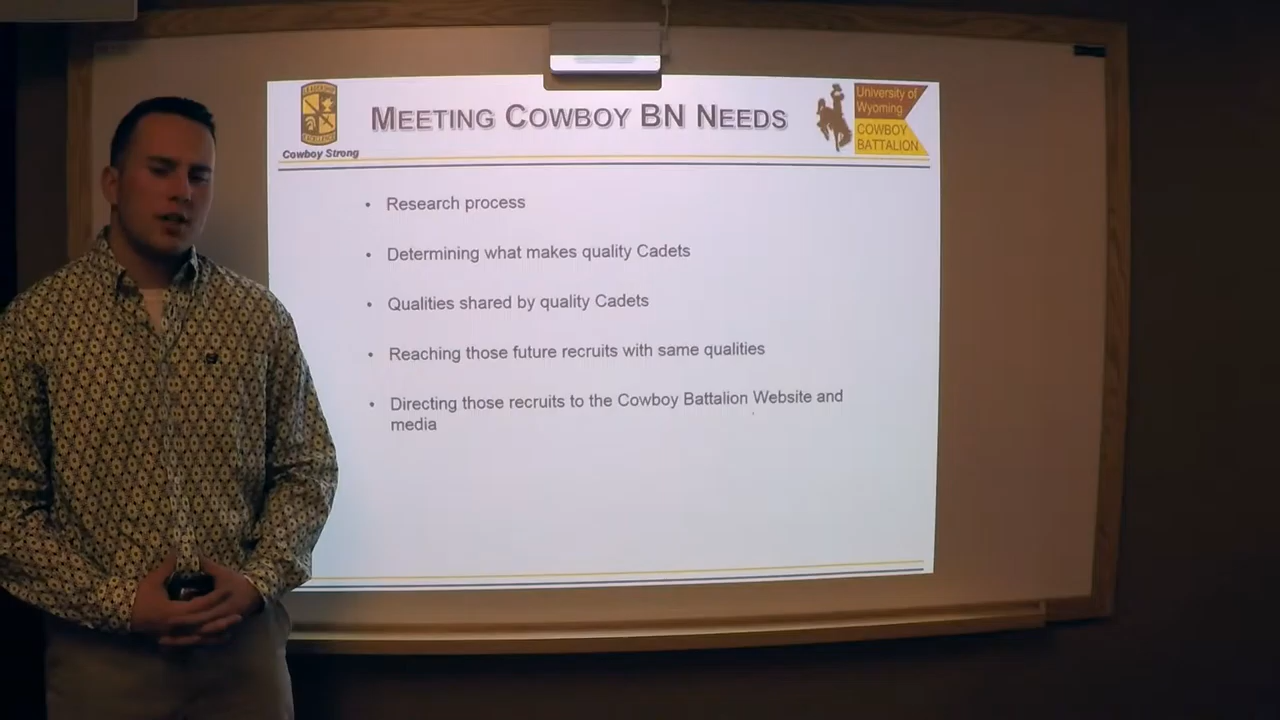 LEADERSHIP
EXCELLENCE
Cowboy Strong
MEETING COWBOY BN NEEDS
University of
Wyoming
COWBOY
BATTALION
• Research process
• Determining what makes quality Cadets
• Qualities shared by quality Cadets
• Reaching those future recruits with same qualities
• Directing those recruits to the Cowboy Battalion Website and
media